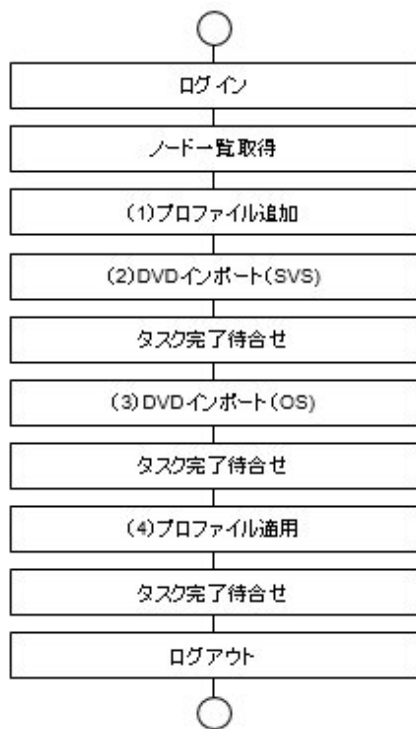 ログイン
ノード一覧取得
(1)プロファイル追加
(2)DVDインポート(SVS)
タスク完了待合せ
(3)DVDインポート(OS)
タスク完了待合せ
(4)プロファイル適用
タスク完了待合せ
ログアウト